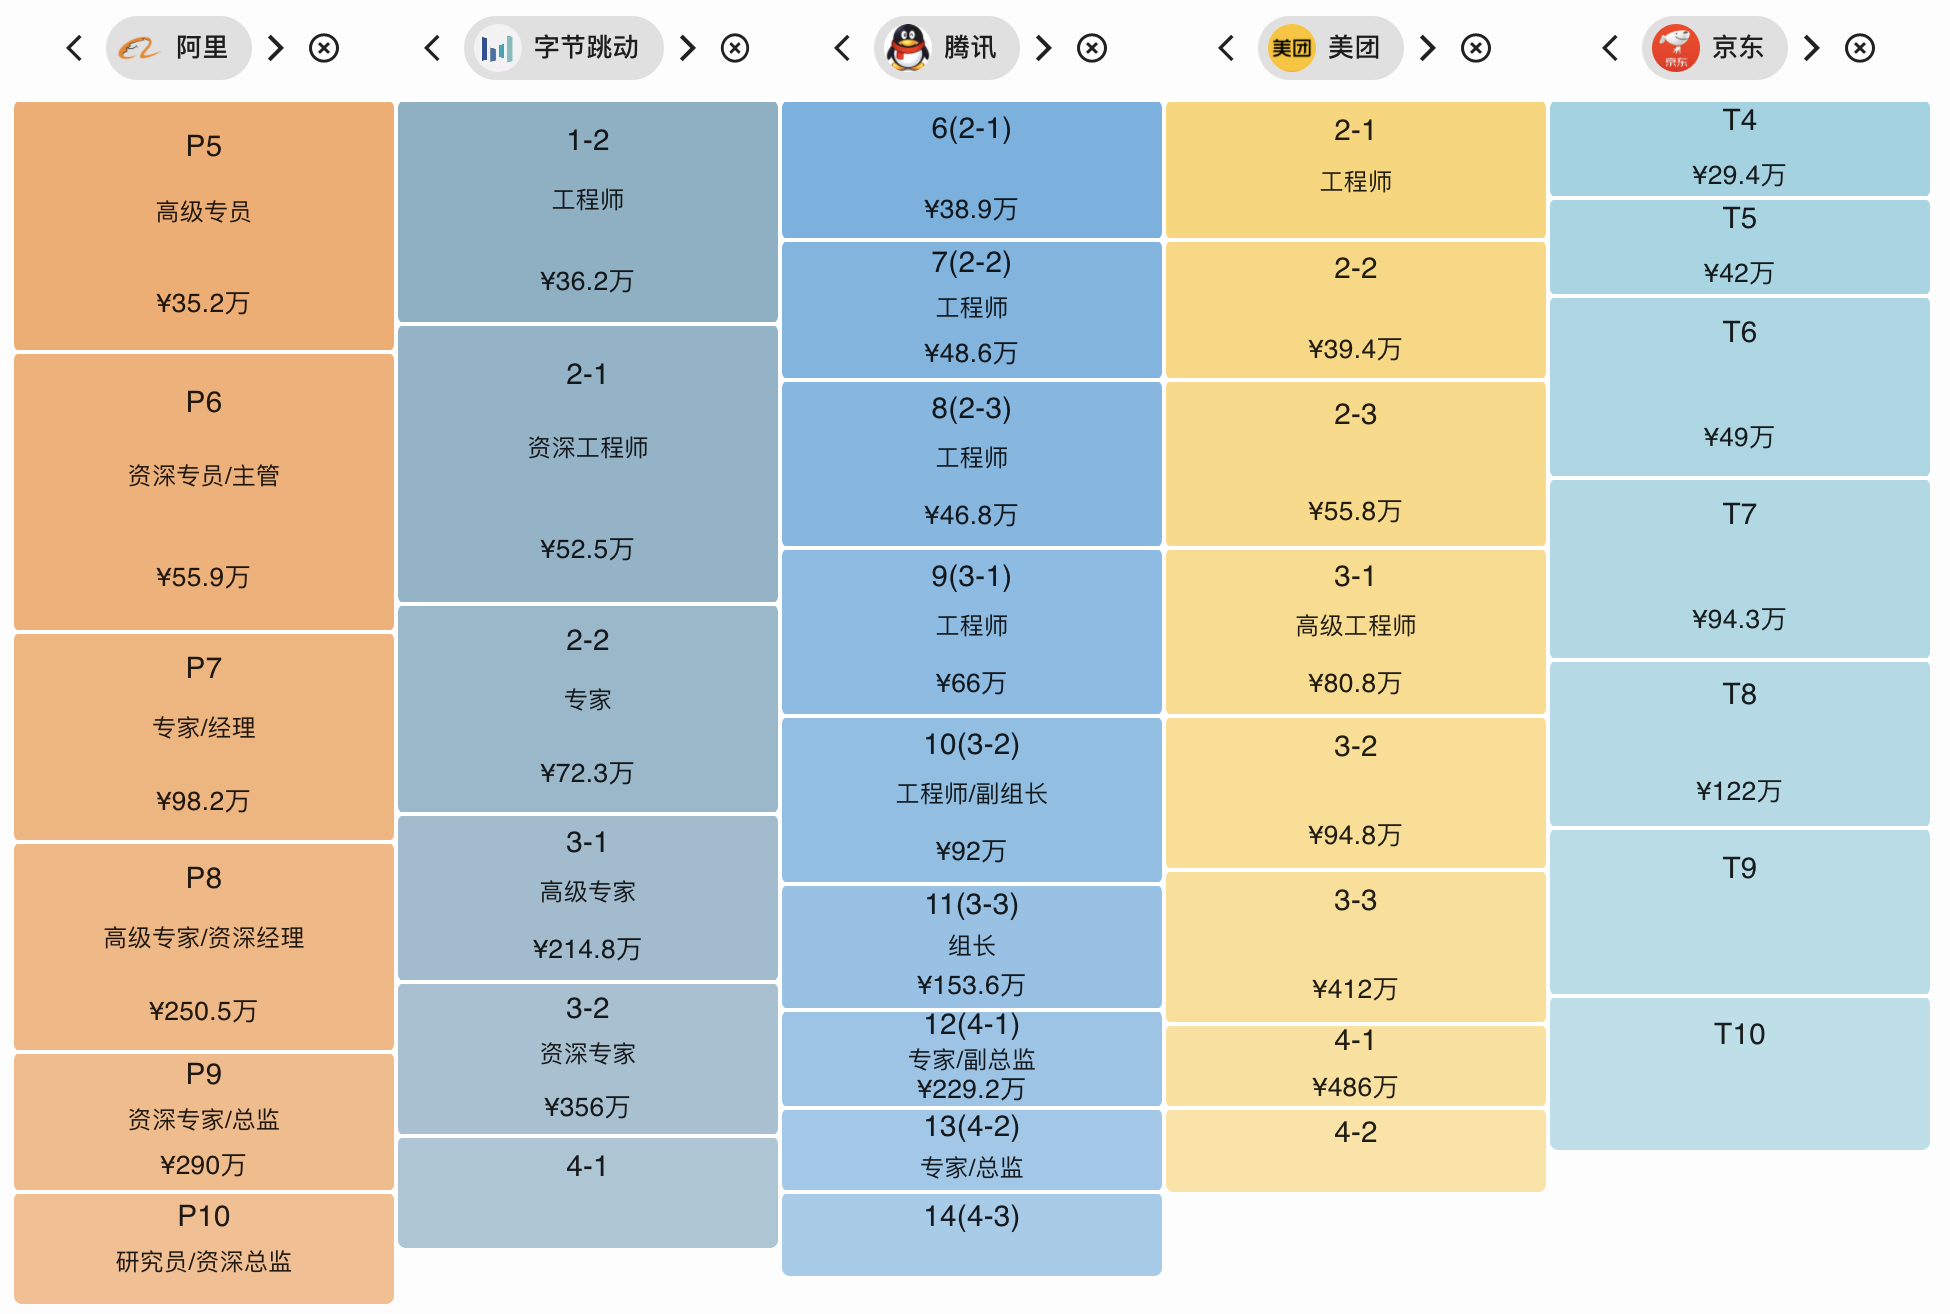 阿里
P5
高级专员
¥35.2万
P6
资深专员/主管
¥55.9万
P7
专家/经理
¥98.2万
P8
高级专家/资深经理
¥250.5万
P9
资深专家/总监
¥290万
P10
研究员/资深总监
字节跳动
1-2
工程师
¥36.2万
2-1
资深工程师
¥52.5万
2-2
专家
¥72.3万
3-1
高级专家
¥214.8万
3-2
资深专家
¥356万
4-1
腾讯
6(2-1)
¥38.9万
7(2-2)
工程师
¥48.6万
8(2-3)
工程师
¥46.8万
9(3-1)
工程师
¥66万
10(3-2)
工程师/副组长
¥92万
11(3-3)
组长
¥153.6万
12(4-1)
专家/副总监
¥229.2万
13(4-2)
专家/总监
14(4-3)
美团 美团
2-1
工程师
2-2
¥39.4万
2-3
¥55.8万
3-1
高级工程师
¥80.8万
3-2
¥94.8万
3-3
¥412万
4-1
¥486万
4-2
京东 京东
T4
¥29.4万
T5
¥42万
T6
¥49万
T7
¥94.3万
T8
¥122万
T9
T10